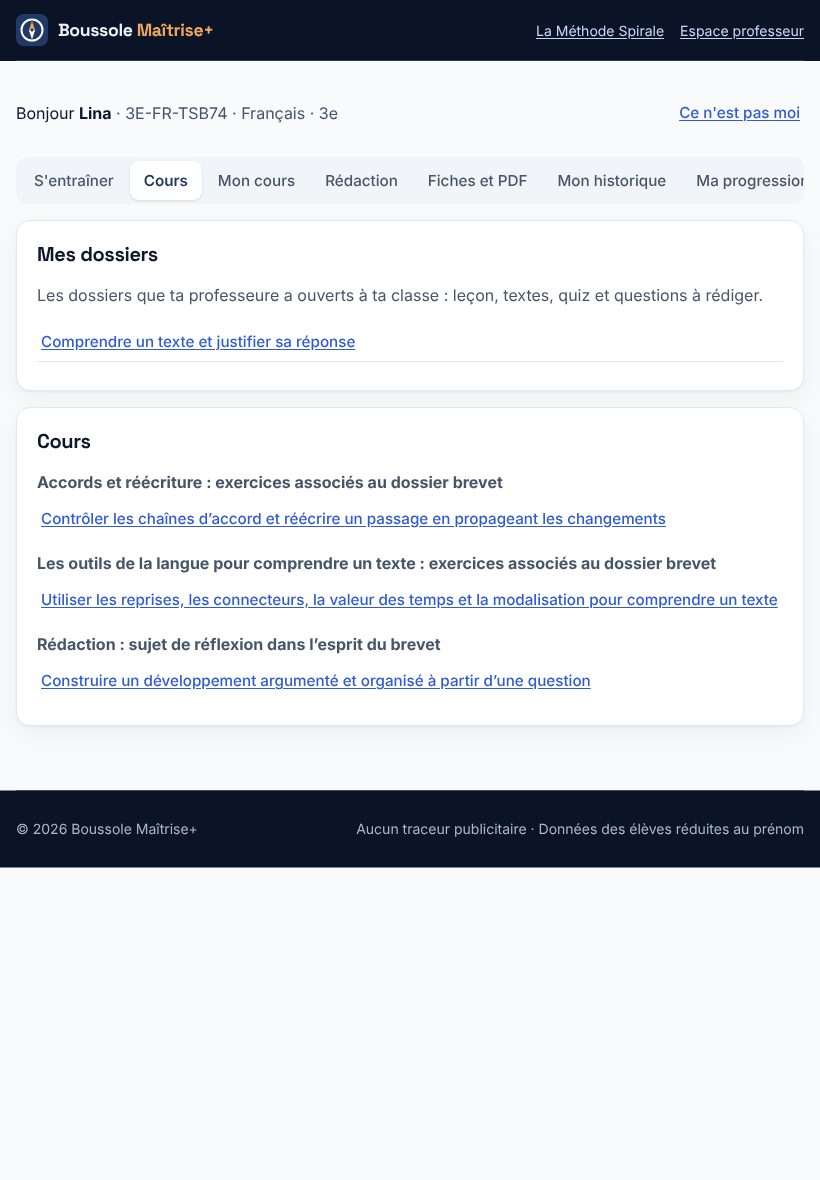 Boussole Maîtrise+
La Méthode Spirale
Espace professeur
Bonjour Lina · 3E-FR-TSB74 · Français · 3e
Ce n'est pas moi
S'entraîner
Cours
Mon cours
Rédaction
Fiches et PDF
Mon historique
Ma progression
Mes dossiers
Les dossiers que ta professeure a ouverts à ta classe : leçon, textes, quiz et questions à rédiger.
Comprendre un texte et justifier sa réponse
Cours
Accords et réécriture : exercices associés au dossier brevet
Contrôler les chaînes d’accord et réécrire un passage en propageant les changements
Les outils de la langue pour comprendre un texte : exercices associés au dossier brevet
Utiliser les reprises, les connecteurs, la valeur des temps et la modalisation pour comprendre un texte
Rédaction : sujet de réflexion dans l’esprit du brevet
Construire un développement argumenté et organisé à partir d’une question
© 2026 Boussole Maîtrise+
Aucun traceur publicitaire · Données des élèves réduites au prénom